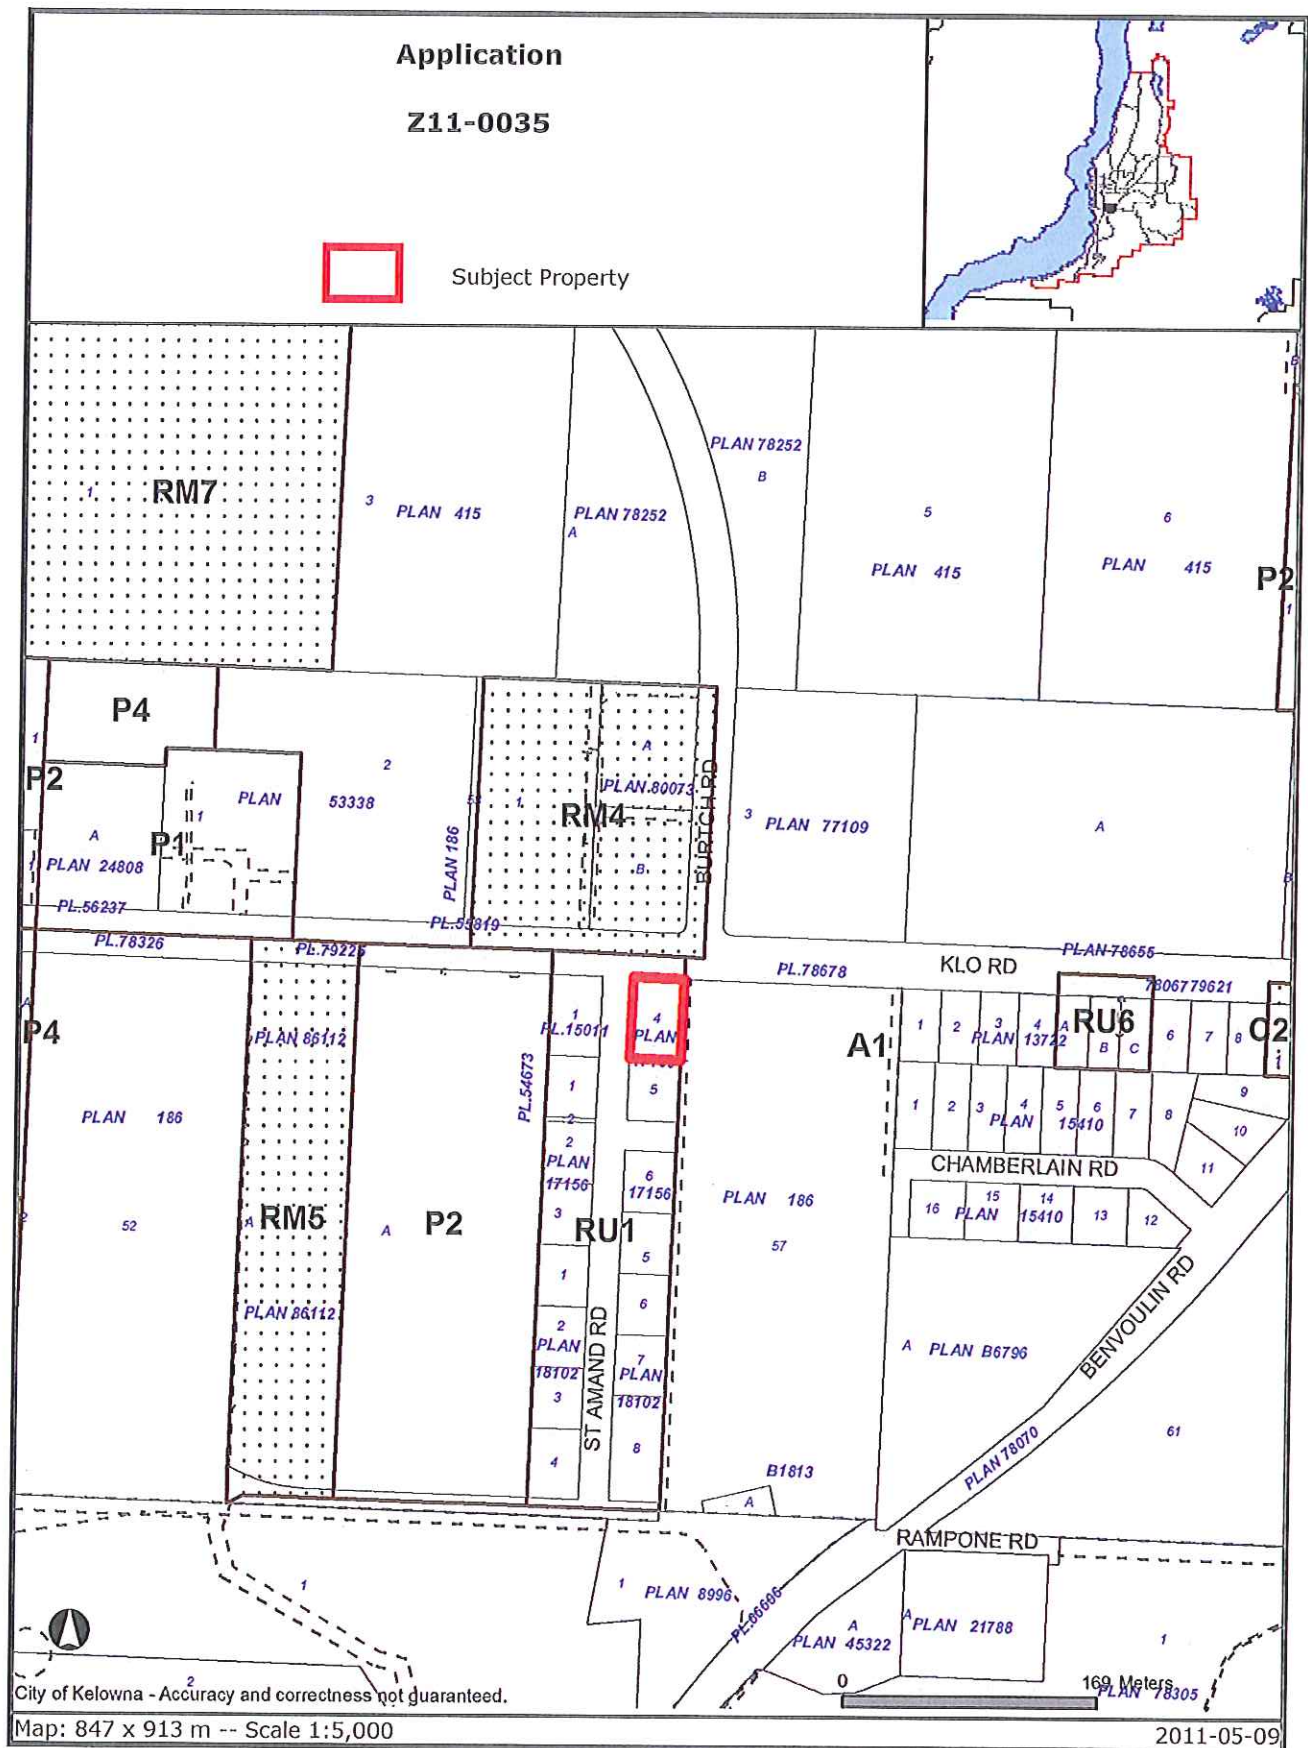 Application
Z11-0035
Subject Property
PLAN 78252
B
B
1
RM7
3
PLAN 415
PLAN 78252
A
5
PLAN 415
6
PLAN 415
P2
1
P4
1
P2
2
A
PLAN 80073
PLAN
53338
1
P1
1
RM4
BURTCH RD
3
PLAN 77109
A
A
PLAN 24808
PLAN 186
B
B
PL.56237
PL.55819
PL.78326
PL.79225
PLAN 78655
KLO RD
PL.78678
7806779621
A
P4
PLAN 86112
1
PL.15011
4
PLAN
A1
1
2
3
4
A
PLAN 13722
RU6
B
C
6
7
8
C2
1
PL.54673
1
5
9
PLAN 186
2
2
PLAN
17156
1
2
3
4
5
6
7
8
PLAN 15410
10
11
CHAMBERLAIN RD
6
17156
PLAN 186
16
15
14
13
12
PLAN 15410
2
52
A
RM5
A
P2
3
RU1
5
57
1
6
BENVOULIN RD
PLAN 86112
2
PLAN
18102
ST AMAND RD
7
PLAN
18102
A PLAN B6796
3
61
4
8
PLAN 78070
B1813
A
RAMPONE RD
1
1
PLAN 8996
PL.66606
A
PLAN 45322
A
PLAN 21788
1
2
0
169 Meters
PLAN 78305
City of Kelowna - Accuracy and correctness not guaranteed.
Map: 847 x 913 m -- Scale 1:5,000
2011-05-09